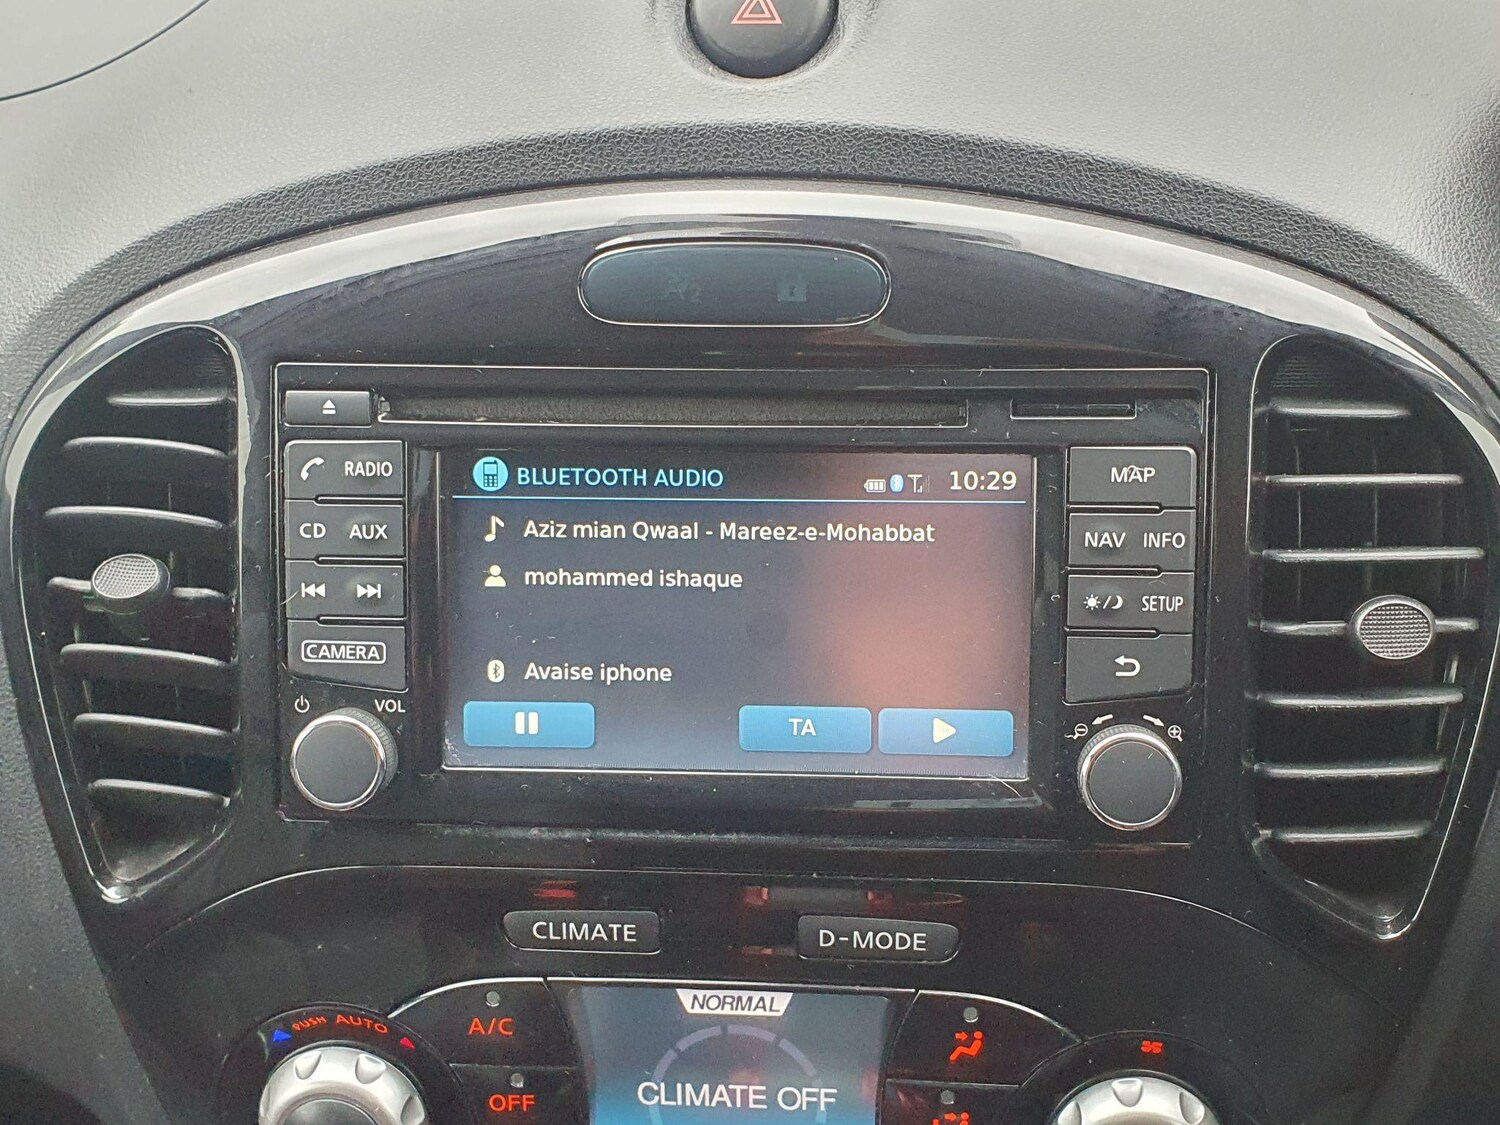 BLUETOOTH AUDIO 10:29
Aziz mian Qwaal - Mareez-e-Mohabbat
mohammed ishaque
Avaise iphone
TA
RADIO
CD AUX
CAMERA
VOL
MAP
NAV INFO
SETUP
CLIMATE
D-MODE
PUSH AUTO
A/C
OFF
NORMAL
CLIMATE OFF